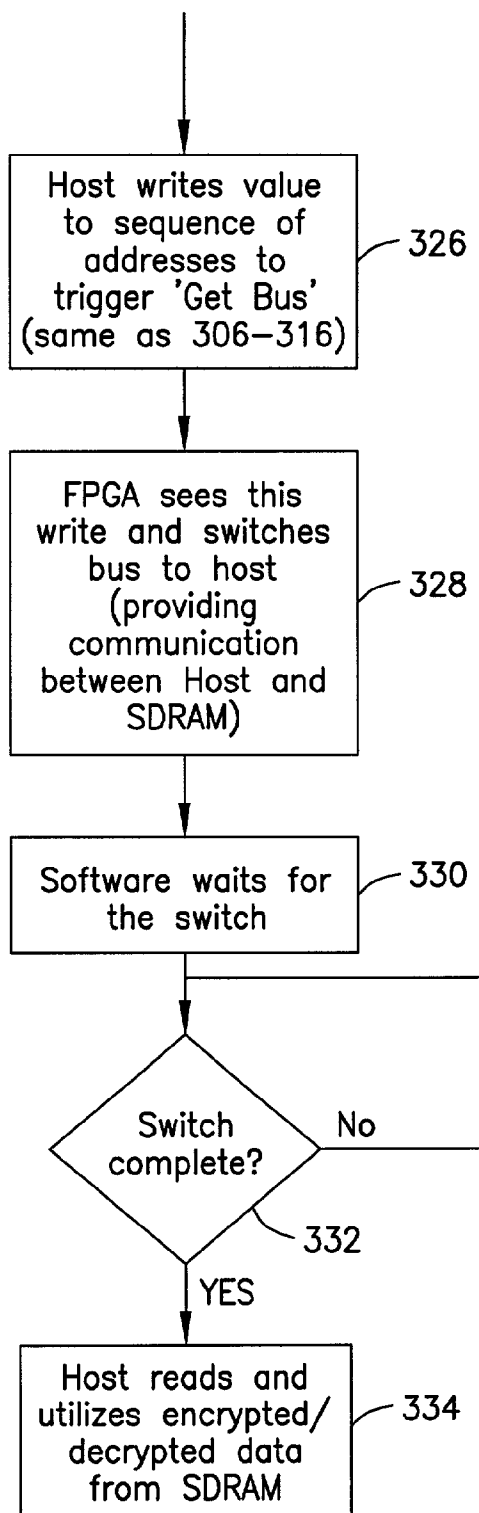 Host writes value
to sequence of
addresses to
trigger 'Get Bus'
(same as 306–316)
326
FPGA sees this
write and switches
bus to host
(providing
communication
between Host and
SDRAM)
328
Software waits for
the switch
330
Switch
complete?
No
332
YES
Host reads and
utilizes encrypted/
decrypted data
from SDRAM
334